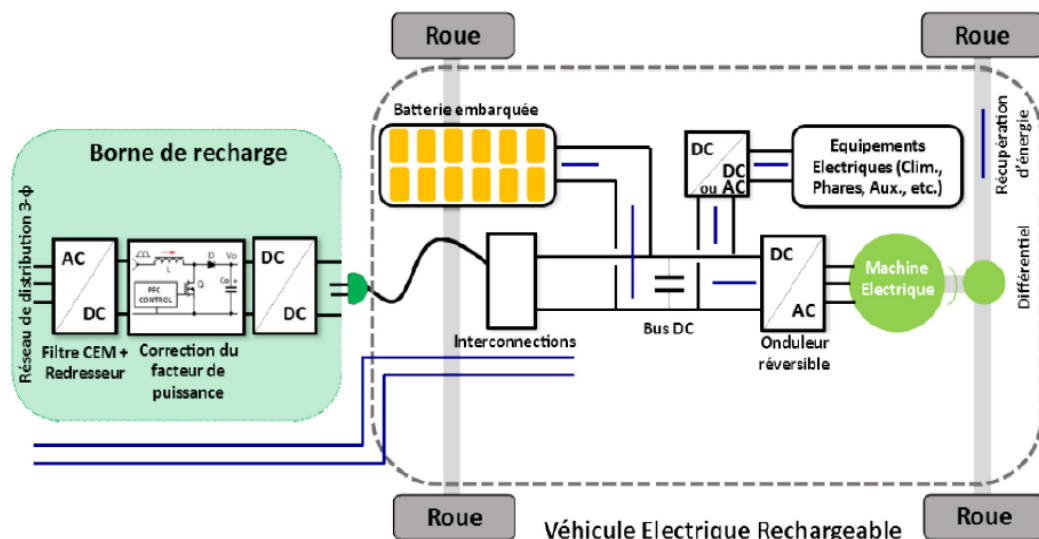 Roue
Roue
Batterie embarquée
Borne de recharge
Réseau de distribution 3-ϕ
AC
DC
L
D
Vo
Q
Co
PFC
CONTROL
DC
DC
Filtre CEM +
Redresseur
Correction du
facteur de
puissance
Interconnections
Bus DC
DC
DC
ou AC
Equipements
Electriques (Clim.,
Phares, Aux., etc.)
DC
AC
Onduleur
réversible
Machine
Electrique
Récupération
d'énergie
Différentiel
Roue
Roue
Véhicule Electrique Rechargeable